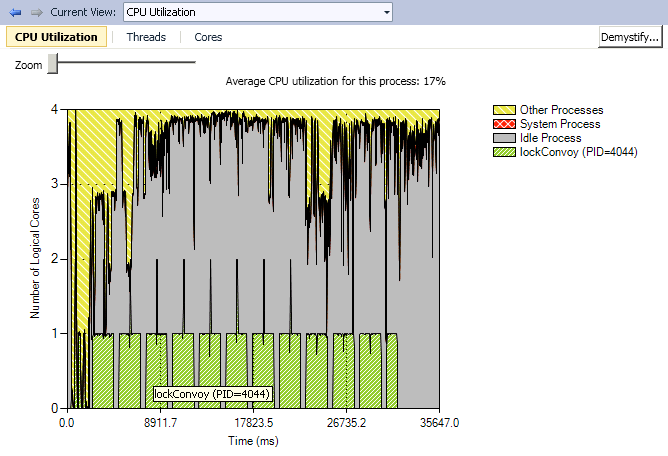 Current View: CPU Utilization
CPU Utilization Threads Cores Demystify...
Zoom
Average CPU utilization for this process: 17%
Number of Logical Cores
4
3
2
1
0
0.0 8911.7 17823.5 26735.2 35647.0
Time (ms)
lockConvoy (PID=4044)
Other Processes
System Process
Idle Process
lockConvoy (PID=4044)